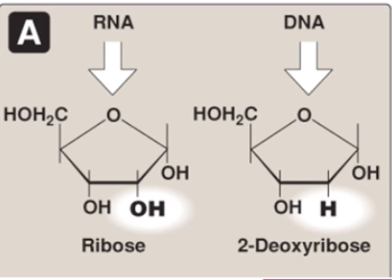 A
RNA DNA
HOH₂C O HOH₂C O
OH OH
OH OH OH H
Ribose 2-Deoxyribose